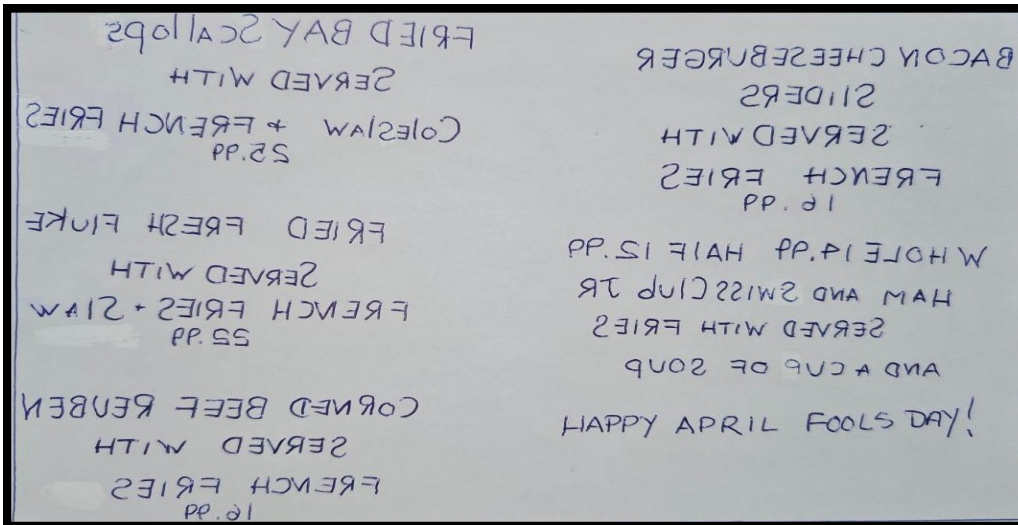 FRIED BAY SCALLOPS
SERVED WITH
COLESLAW + FRENCH FRIES
25.99
FRIED FRESH FLUKE
SERVED WITH
FRENCH FRIES + SLAW
22.99
CORNED BEEF REUBEN
SERVED WITH
FRENCH FRIES
16.99
BACON CHEESEBURGER
SLIDERS
SERVED WITH
FRENCH FRIES
16.99
WHOLE 14.99 HALF 12.99
HAM AND SWISS CLUB JR
SERVED WITH FRIES
AND A CUP OF SOUP
HAPPY APRIL FOOLS DAY!